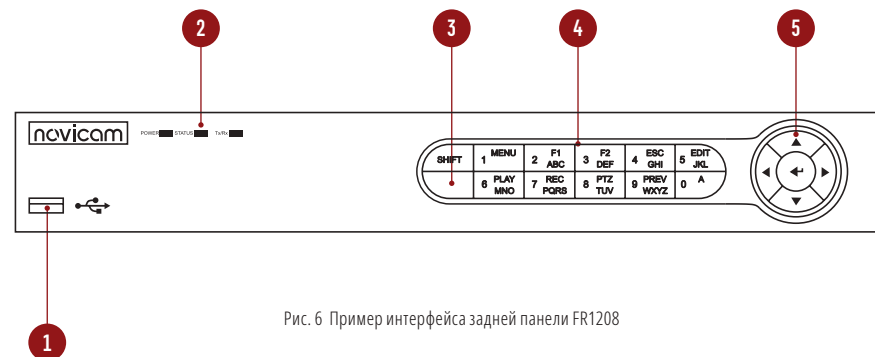 2
3
4
5
novicam
POWER STATUS Tx/Rx
SHIFT
1 MENU
2 F1 ABC
3 F2 DEF
4 ESC GHI
5 EDIT JKL
6 PLAY MNO
7 REC PQRS
8 PTZ TUV
9 PREV WXYZ
0 A
1
Рис. 6 Пример интерфейса задней панели FR1208